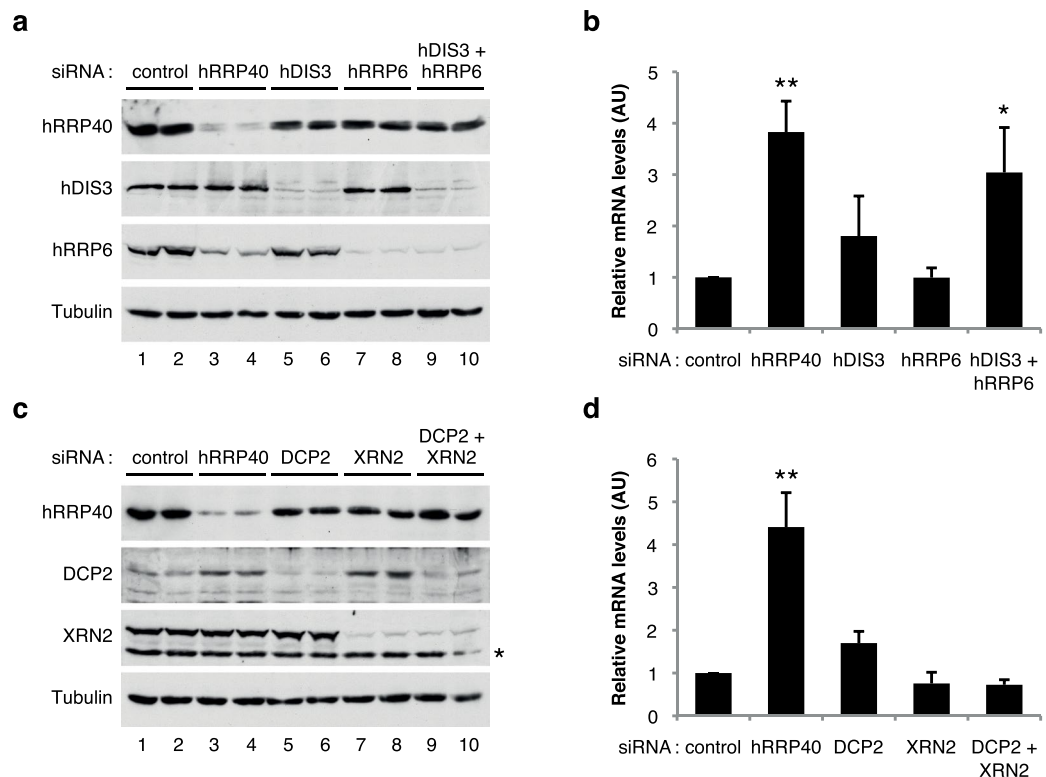 a
siRNA : control hRRP40 hDIS3 hRRP6 hDIS3 + hRRP6
hRRP40
hDIS3
hRRP6
Tubulin
1 2 3 4 5 6 7 8 9 10
b
Relative mRNA levels (AU)
5
4
3
2
1
0
**
*
siRNA : control hRRP40 hDIS3 hRRP6 hDIS3 + hRRP6
c
siRNA : control hRRP40 DCP2 XRN2 DCP2 + XRN2
hRRP40
DCP2
XRN2
*
Tubulin
1 2 3 4 5 6 7 8 9 10
d
Relative mRNA levels (AU)
6
5
4
3
2
1
0
**
siRNA : control hRRP40 DCP2 XRN2 DCP2 + XRN2